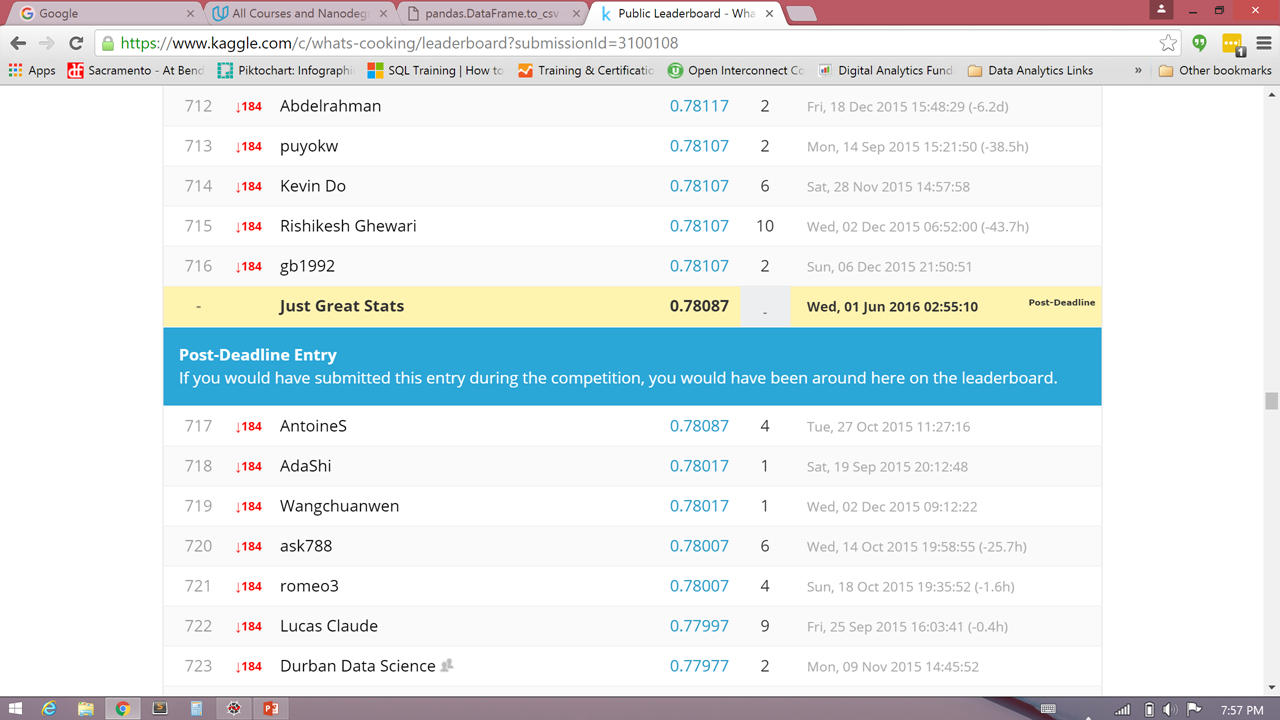 Google
All Courses and Nanodegr
pandas.DataFrame.to_csv
Public Leaderboard - Wha
https://www.kaggle.com/c/whats-cooking/leaderboard?submissionId=3100108
1
Apps Sacramento - At Bend Piktochart: Infographi SQL Training | How to Training & Certificatio Open Interconnect Co Digital Analytics Fund Data Analytics Links » Other bookmarks
712 ↓184 Abdelrahman 0.78117 2 Fri, 18 Dec 2015 15:48:29 (-6.2d)
713 ↓184 puyokw 0.78107 2 Mon, 14 Sep 2015 15:21:50 (-38.5h)
714 ↓184 Kevin Do 0.78107 6 Sat, 28 Nov 2015 14:57:58
715 ↓184 Rishikesh Ghewari 0.78107 10 Wed, 02 Dec 2015 06:52:00 (-43.7h)
716 ↓184 gb1992 0.78107 2 Sun, 06 Dec 2015 21:50:51
- Just Great Stats 0.78087 - Wed, 01 Jun 2016 02:55:10 Post-Deadline
Post-Deadline Entry
If you would have submitted this entry during the competition, you would have been around here on the leaderboard.
717 ↓184 AntoineS 0.78087 4 Tue, 27 Oct 2015 11:27:16
718 ↓184 AdaShi 0.78017 1 Sat, 19 Sep 2015 20:12:48
719 ↓184 Wangchuanwen 0.78017 1 Wed, 02 Dec 2015 09:12:22
720 ↓184 ask788 0.78007 6 Wed, 14 Oct 2015 19:58:55 (-25.7h)
721 ↓184 romeo3 0.78007 4 Sun, 18 Oct 2015 19:35:52 (-1.6h)
722 ↓184 Lucas Claude 0.77997 9 Fri, 25 Sep 2015 16:03:41 (-0.4h)
723 ↓184 Durban Data Science 0.77977 2 Mon, 09 Nov 2015 14:45:52
7:57 PM